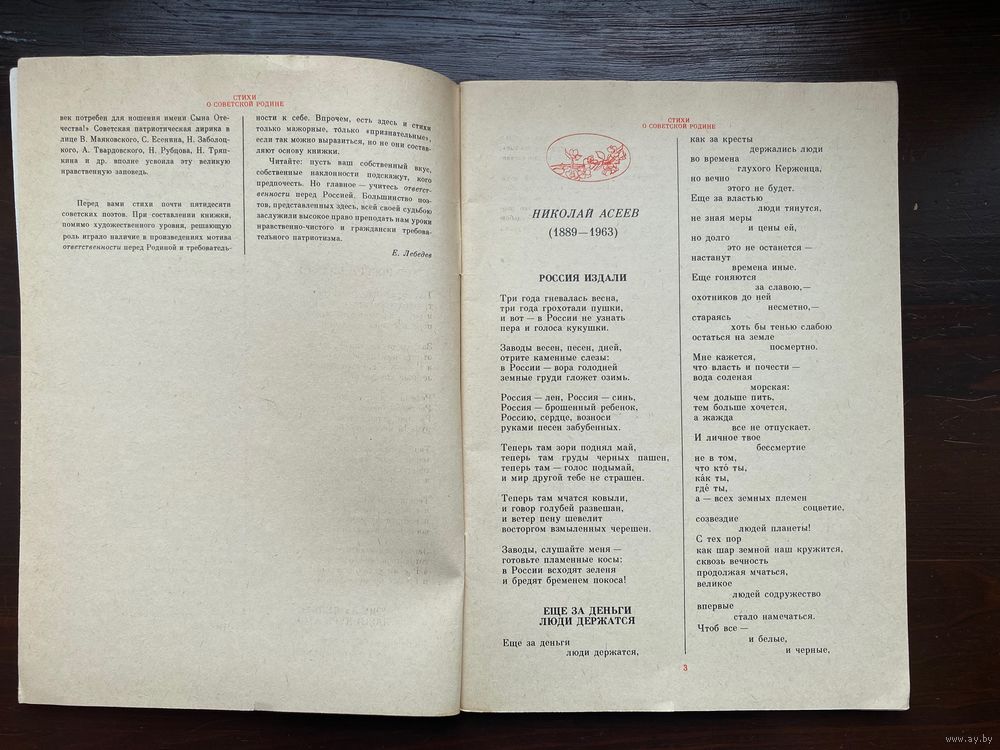 СТИХИ
О СОВЕТСКОЙ РОДИНЕ
век потребен для ношения имени Сына Оте-
чества!» Советская патриотическая лирика в
лице В. Маяковского, С. Есенина, Н. Заболоц-
кого, А. Твардовского, Н. Рубцова, Н. Тряп-
кина и др. вполне усвоила эту великую
нравственную заповедь.
Перед вами стихи почти пятидесяти
советских поэтов. При составлении книжки,
помимо художественного уровня, решающую
роль играло наличие в произведениях мотива
ответственности перед Родиной и требователь-
ности к себе. Впрочем, есть здесь и стихи
только мажорные, только «признательные»,
если так можно выразиться, но не они состав-
ляют основу книжки.
Читайте: пусть ваш собственный вкус,
собственные наклонности подскажут, кого
предпочесть. Но главное — учитесь ответст-
венности перед Россией. Большинство поэ-
тов, представленных здесь, всей своей судьбою
заслужили высокое право преподать нам уроки
нравственно-чистого и граждански требова-
тельного патриотизма.
Е. Лебедев
СТИХИ
О СОВЕТСКОЙ РОДИНЕ
НИКОЛАЙ АСЕЕВ
(1889—1963)
РОССИЯ ИЗДАЛИ
Три года гневалась весна,
три года грохотали пушки,
и вот — в России не узнать
пера и голоса кукушки.
Заводы весен, песен, дней,
отрите каменные слезы:
в России — вора голодней
земные груди гложет озимь.
Россия — лен, Россия — синь,
Россия — брошенный ребенок,
Россию, сердце, возноси
руками песен забубенных.
Теперь там зори поднял май,
теперь там груды черных пашен,
теперь там — голос подымай,
и мир другой тебе не страшен.
Теперь там мчатся ковыли,
и говор голубей развешан,
и ветер пену шевелит
восторгом взмыленных черешен.
Заводы, слушайте меня —
готовьте пламенные косы:
в России всходят зеленя
и бредят бременем покоса!
ЕЩЕ ЗА ДЕНЬГИ
ЛЮДИ ДЕРЖАТСЯ
Еще за деньги
люди держатся,
как за кресты
держались люди
во времена
глухого Керженца,
но вечно
этого не будет.
Еще за властью
люди тянутся,
не зная меры
и цены ей,
но долго
это не останется —
настанут
времена иные.
Еще гоняются
за славою,—
охотников до ней
несметно,—
стараясь
хоть бы тенью слабою
остаться на земле
посмертно.
Мне кажется,
что власть и почести —
вода соленая
морская:
чем дольше пить,
тем больше хочется,
а жажда
все не отпускает.
И личное твое
бессмертие
не в том,
что кто́ ты,
ка́к ты,
где́ ты,
а — всех земных племен
соцветие,
созвездие
людей планеты!
С тех пор
как шар земной наш кружится,
сквозь вечность
продолжая мчаться,
великое
людей содружество
впервые
стало намечаться.
Чтоб все —
и белые,
и черные,
3
www.ay.by